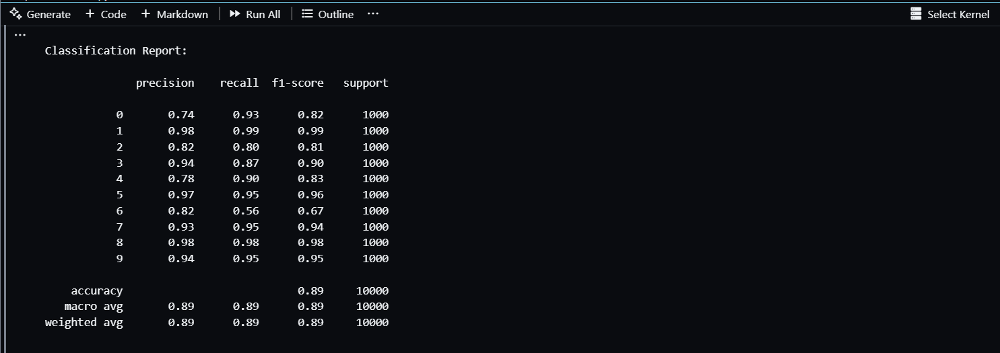 Generate + Code + Markdown Run All Outline ... Select Kernel
...
Classification Report:
precision recall f1-score support
0 0.74 0.93 0.82 1000
1 0.98 0.99 0.99 1000
2 0.82 0.80 0.81 1000
3 0.94 0.87 0.90 1000
4 0.78 0.90 0.83 1000
5 0.97 0.95 0.96 1000
6 0.82 0.56 0.67 1000
7 0.93 0.95 0.94 1000
8 0.98 0.98 0.98 1000
9 0.94 0.95 0.95 1000
accuracy 0.89 10000
macro avg 0.89 0.89 0.89 10000
weighted avg 0.89 0.89 0.89 10000